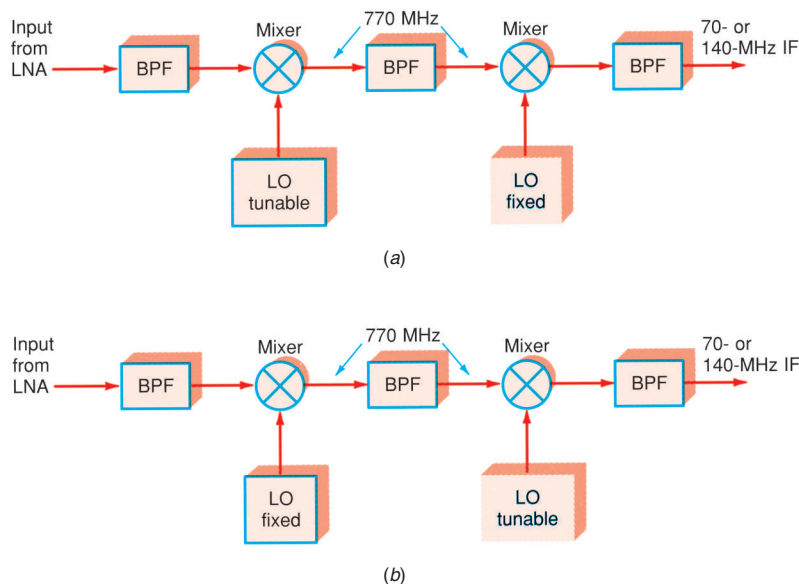 770 MHz
Mixer
Mixer
Input
from
LNA
BPF
BPF
BPF
70- or
140-MHz IF
LO
tunable
LO
fixed
(a)
770 MHz
Mixer
Mixer
Input
from
LNA
BPF
BPF
BPF
70- or
140-MHz IF
LO
fixed
LO
tunable
(b)